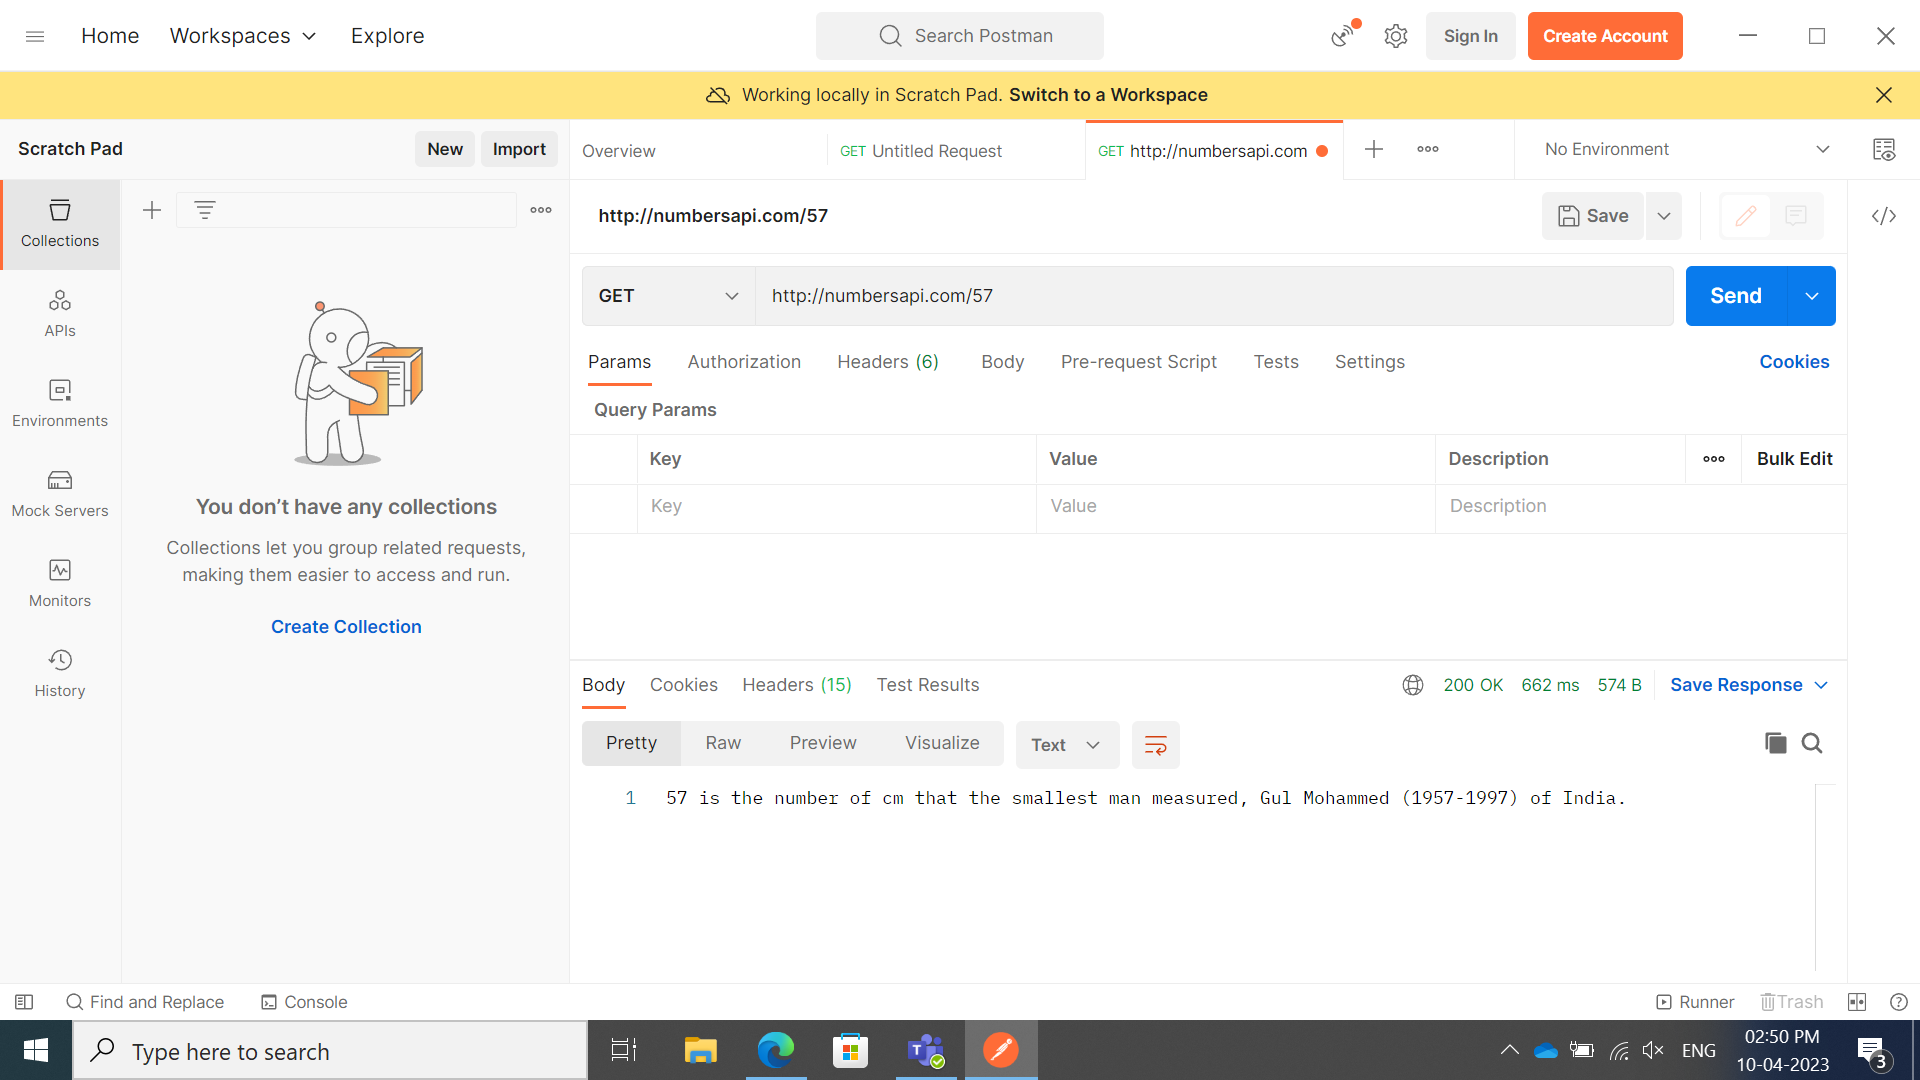 Home Workspaces Explore Search Postman Sign In Create Account
Working locally in Scratch Pad. Switch to a Workspace
Scratch Pad New Import Overview GET Untitled Request GET http://numbersapi.com No Environment
http://numbersapi.com/57 Save
GET http://numbersapi.com/57 Send
Params Authorization Headers (6) Body Pre-request Script Tests Settings Cookies
Query Params
Key Value Description Bulk Edit
Key Value Description
Collections
APIs
Environments
Mock Servers
Monitors
History
You don’t have any collections
Collections let you group related requests,
making them easier to access and run.
Create Collection
Body Cookies Headers (15) Test Results 200 OK 662 ms 574 B Save Response
Pretty Raw Preview Visualize Text
1 57 is the number of cm that the smallest man measured, Gul Mohammed (1957-1997) of India.
Find and Replace Console Runner Trash
Type here to search ENG 02:50 PM
10-04-2023 3